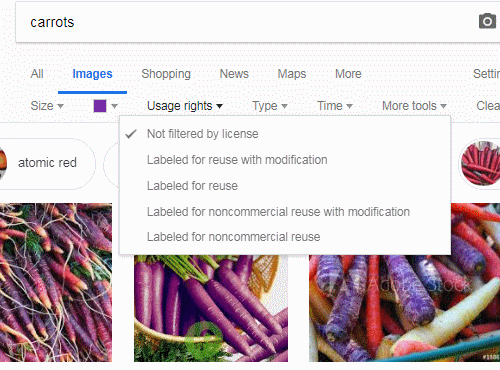 carrots
All Images Shopping News Maps More Settin
Size Usage rights Type Time More tools Clea
Not filtered by license
Labeled for reuse with modification
Labeled for reuse
Labeled for noncommercial reuse with modification
Labeled for noncommercial reuse
atomic red
Adobe Stock